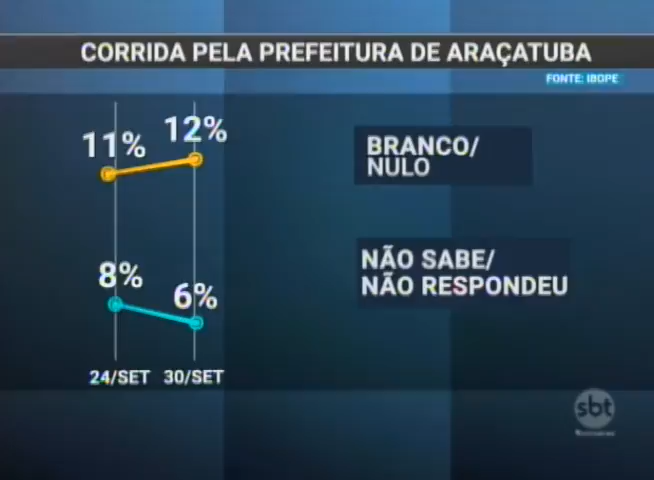 CORRIDA PELA PREFEITURA DE ARAÇATUBA
FONTE: IBOPE
11% 12%
BRANCO/
NULO
8% 6%
NÃO SABE/
NÃO RESPONDEU
24/SET 30/SET
sbt